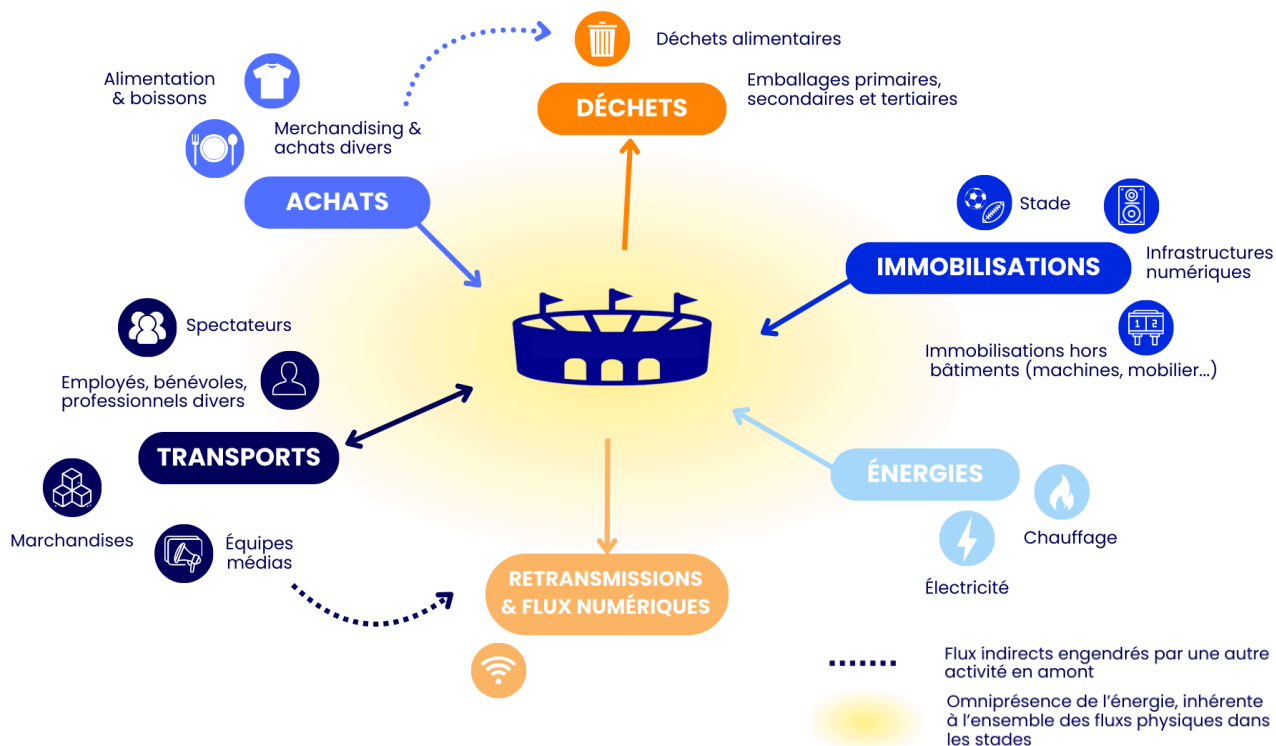 Déchets alimentaires
Emballages primaires,
secondaires et tertiaires
DÉCHETS
Alimentation
& boissons
Merchandising &
achats divers
ACHATS
Stade
Infrastructures
numériques
IMMOBILISATIONS
Immobilisations hors
bâtiments (machines, mobilier...)
Spectateurs
Employés, bénévoles,
professionnels divers
TRANSPORTS
Marchandises
Équipes
médias
ÉNERGIES
Chauffage
Électricité
RETRANSMISSIONS
& FLUX NUMÉRIQUES
1 2
Flux indirects engendrés par une autre
activité en amont
Omniprésence de l'énergie, inhérente
à l'ensemble des fluxs physiques dans
les stades